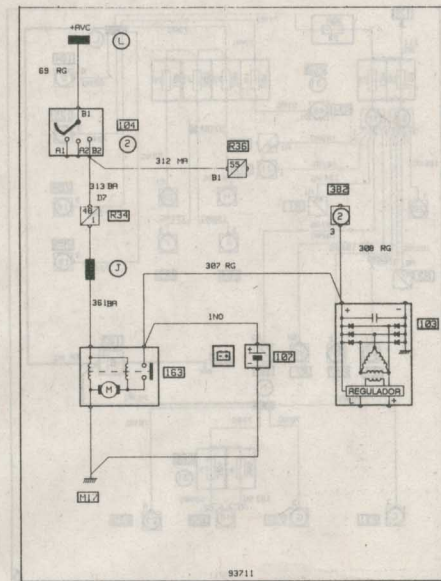 +AVC
L
69 RG
B1
104
A1 A2 B2
2
312 MA
R36
55
B1
313 BA
D7
R34
J
382
2
3
308 RG
307 RG
361BA
1NO
+ -
103
REGULADOR
L +
107
M
163
M17
93711